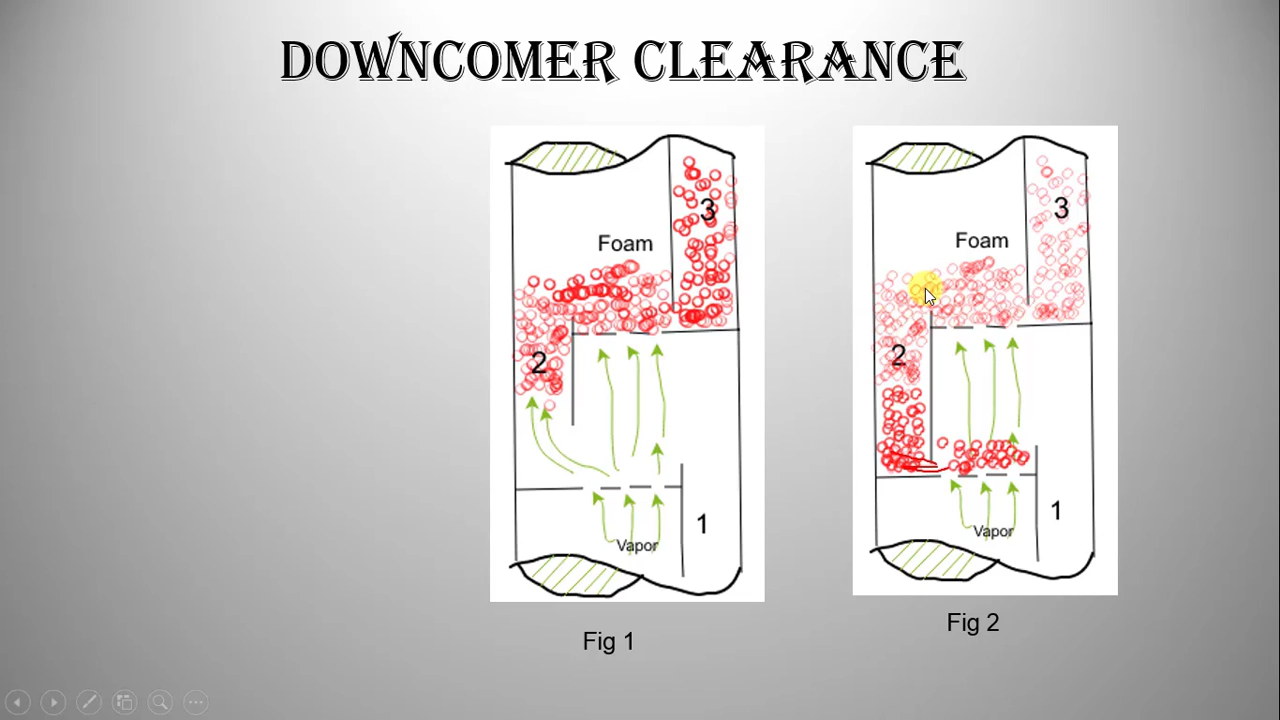 DOWNCOMER CLEARANCE
3
Foam
2
1
Vapor
Fig 1
3
Foam
2
1
Vapor
Fig 2